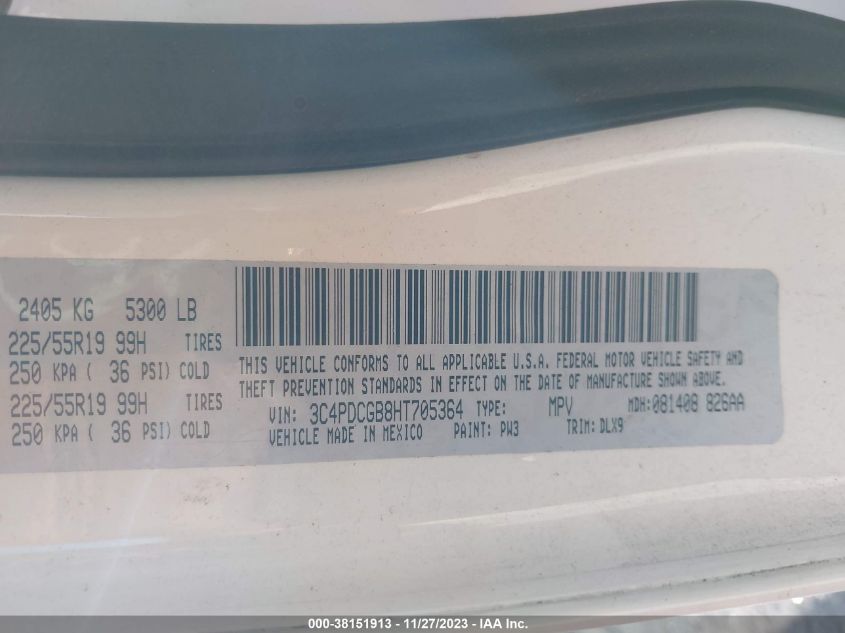 2405 KG 5300 LB
225/55R19 99H TIRES
250 KPA ( 36 PSI) COLD
225/55R19 99H TIRES
250 KPA ( 36 PSI) COLD
THIS VEHICLE CONFORMS TO ALL APPLICABLE U.S.A. FEDERAL MOTOR VEHICLE SAFETY AND
THEFT PREVENTION STANDARDS IN EFFECT ON THE DATE OF MANUFACTURE SHOWN ABOVE.
VIN: 3C4PDCGB8HT705364 TYPE: MPV MDH:081408 826AA
VEHICLE MADE IN MEXICO PAINT: PW3 TRIM: DLX9
000-38151913 - 11/27/2023 - IAA Inc.